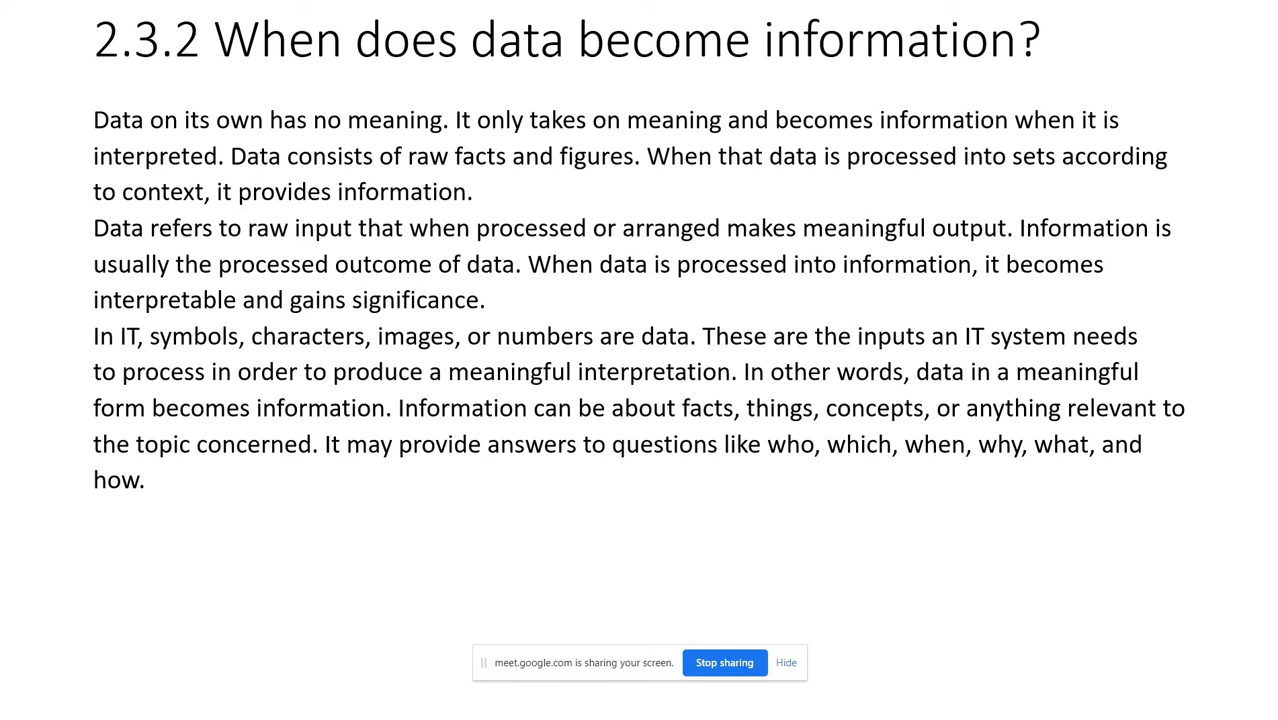 2.3.2 When does data become information?
Data on its own has no meaning. It only takes on meaning and becomes information when it is
interpreted. Data consists of raw facts and figures. When that data is processed into sets according
to context, it provides information.
Data refers to raw input that when processed or arranged makes meaningful output. Information is
usually the processed outcome of data. When data is processed into information, it becomes
interpretable and gains significance.
In IT, symbols, characters, images, or numbers are data. These are the inputs an IT system needs
to process in order to produce a meaningful interpretation. In other words, data in a meaningful
form becomes information. Information can be about facts, things, concepts, or anything relevant to
the topic concerned. It may provide answers to questions like who, which, when, why, what, and
how.
meet.google.com is sharing your screen. Stop sharing Hide